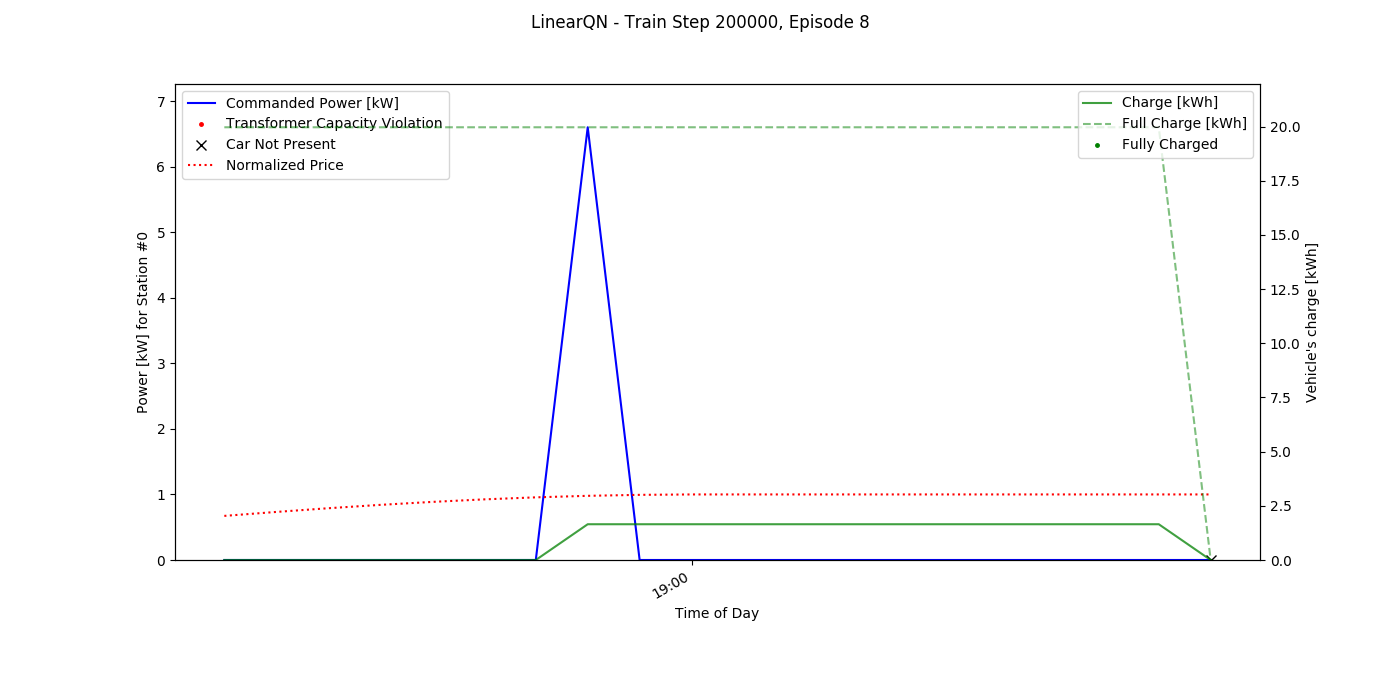 LinearQN - Train Step 200000, Episode 8
Commanded Power [kW]
Transformer Capacity Violation
Car Not Present
Normalized Price
Charge [kWh]
Full Charge [kWh]
Fully Charged
7
6
5
4
3
2
1
0
Power [kW] for Station #0
20.0
17.5
15.0
12.5
10.0
7.5
5.0
2.5
0.0
Vehicle's charge [kWh]
19:00
Time of Day